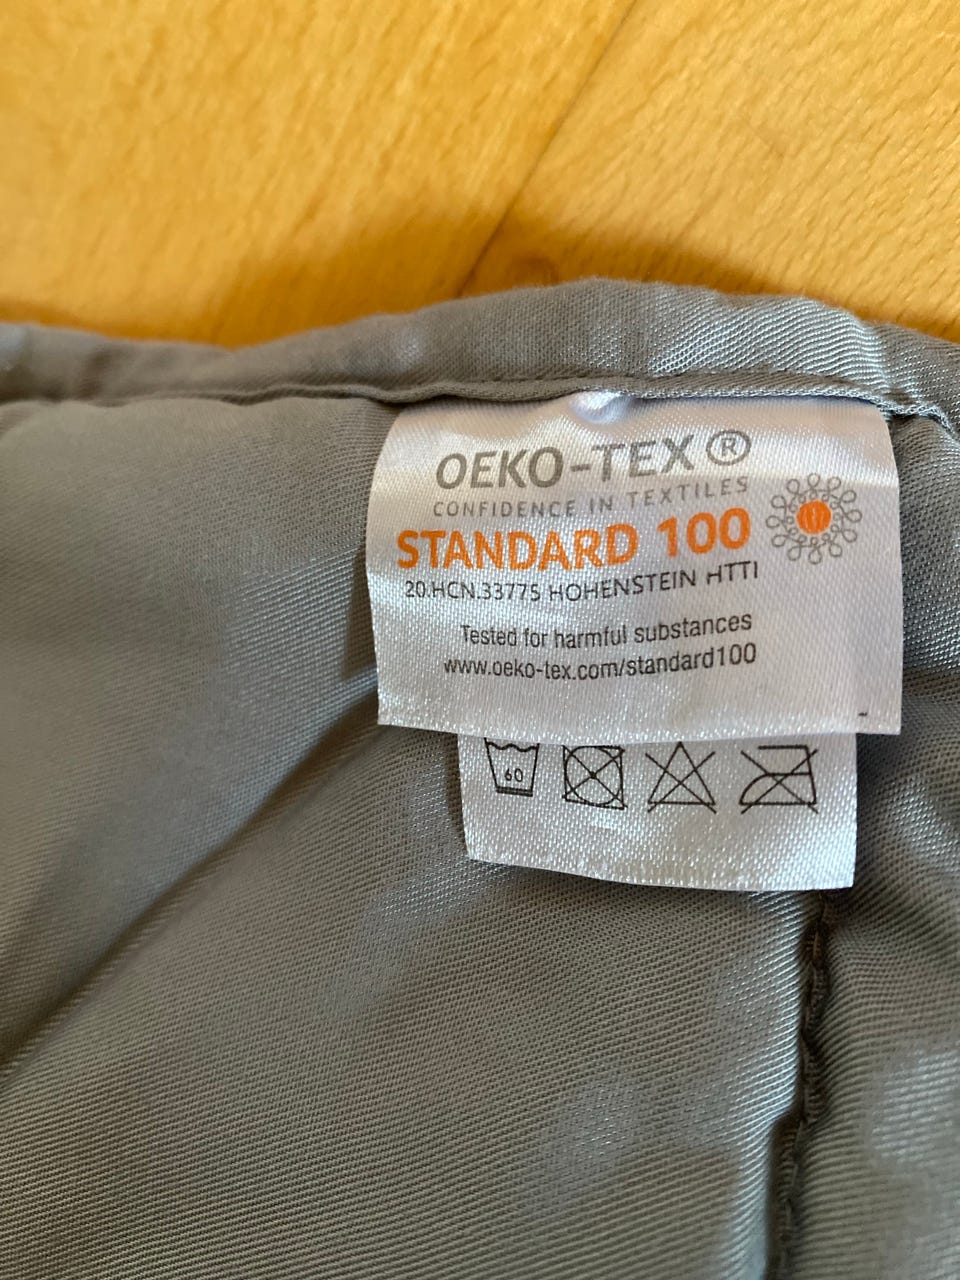 OEKO-TEX®
CONFIDENCE IN TEXTILES
STANDARD 100
20.HCN.33775 HOHENSTEIN HTTI
Tested for harmful substances
www.oeko-tex.com/standard100
60